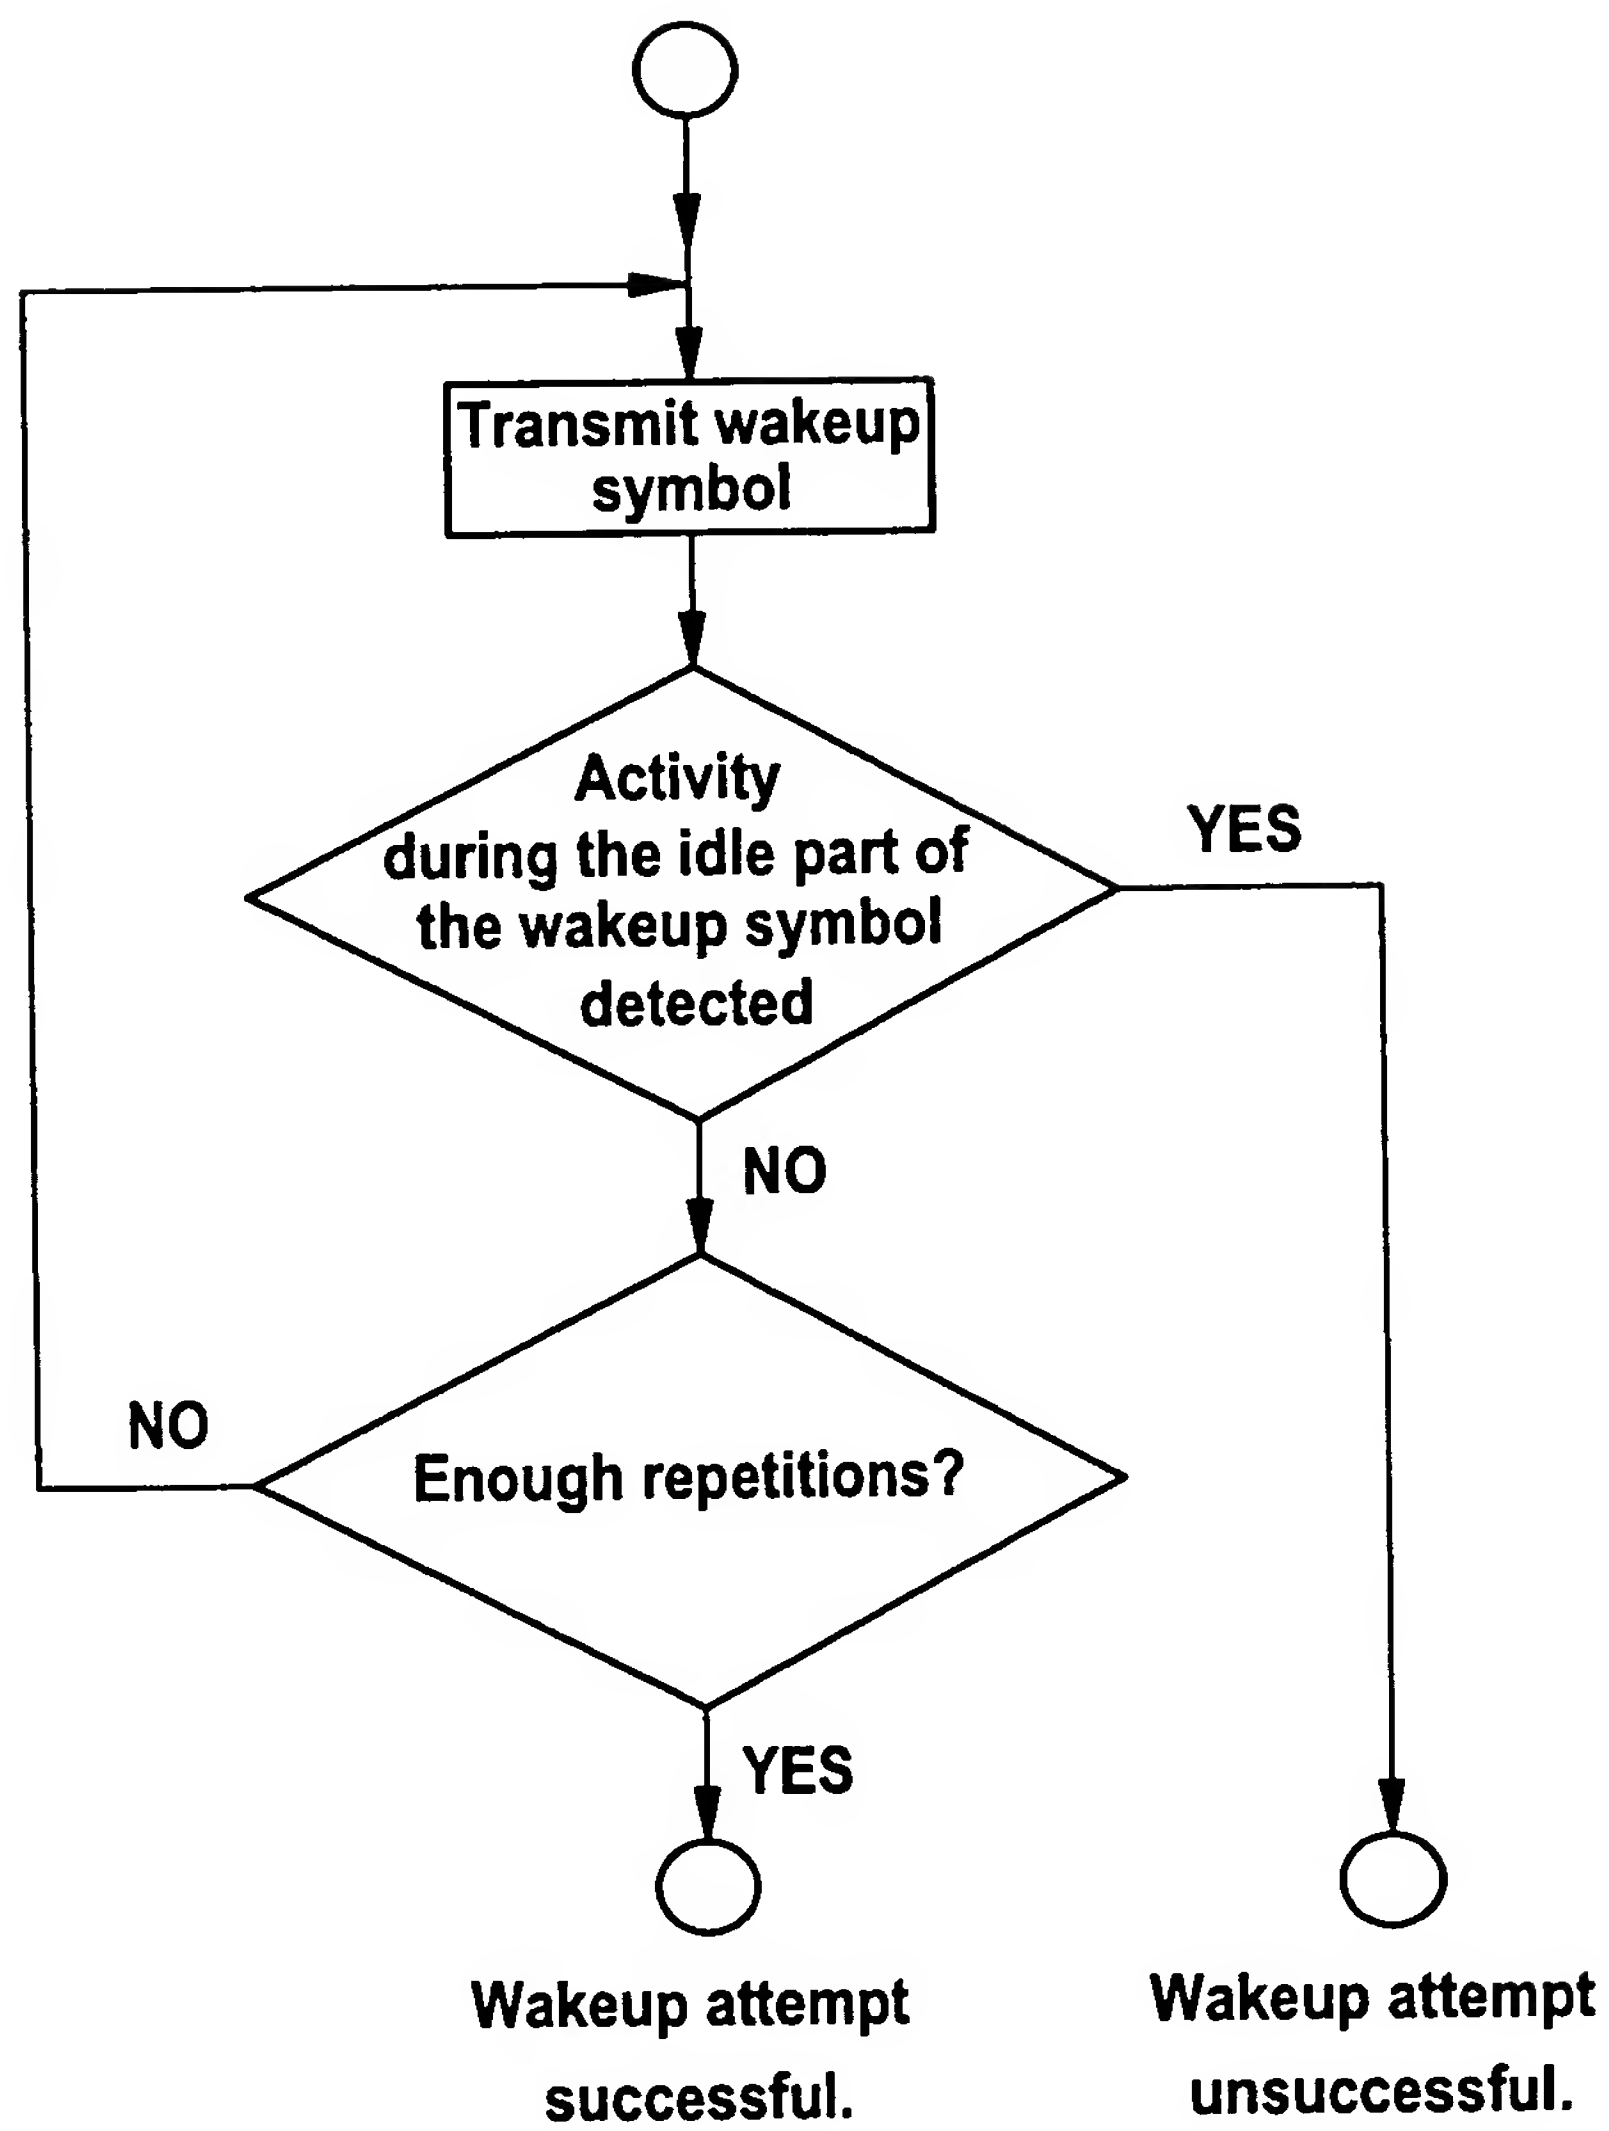 Transmit wakeup
symbol
Activity
during the idle part of
the wakeup symbol
detected
YES
NO
NO
Enough repetitions?
YES
Wakeup attempt
successful.
Wakeup attempt
unsuccessful.